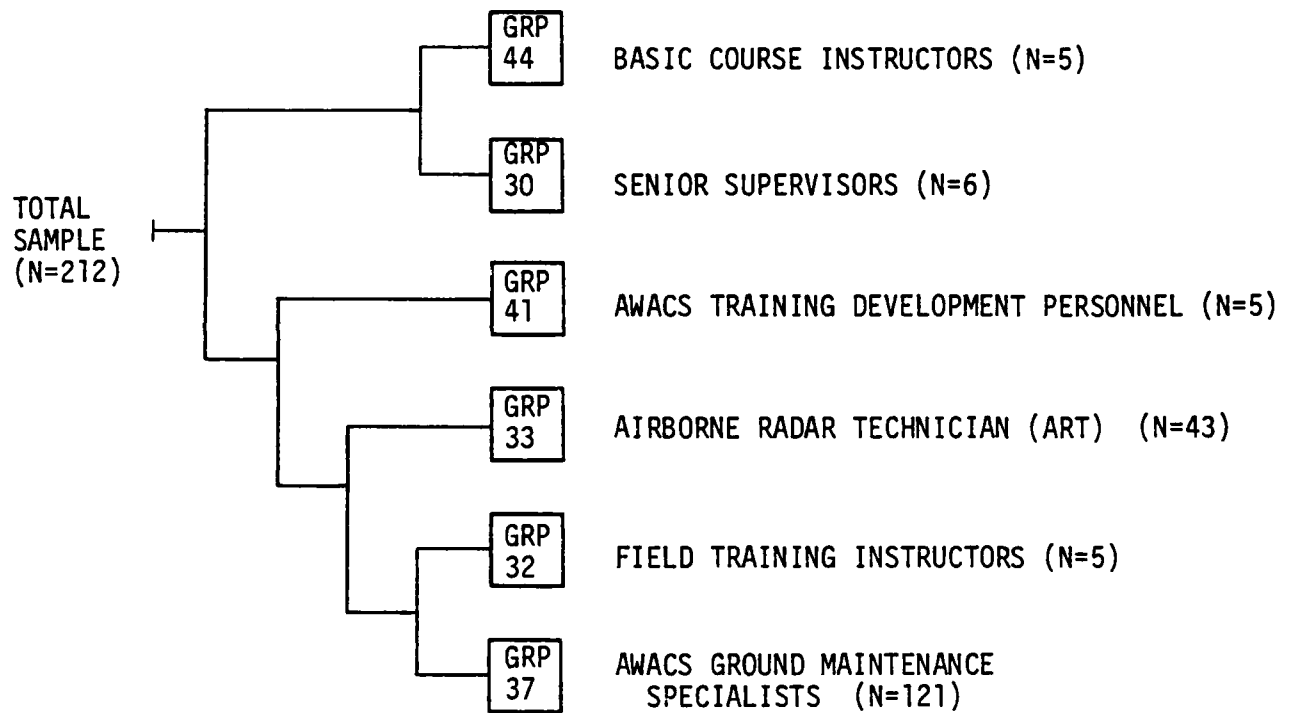 GRP
44
BASIC COURSE INSTRUCTORS (N=5)
GRP
30
SENIOR SUPERVISORS (N=6)
TOTAL
SAMPLE
(N=212)
GRP
41
AWACS TRAINING DEVELOPMENT PERSONNEL (N=5)
GRP
33
AIRBORNE RADAR TECHNICIAN (ART) (N=43)
GRP
32
FIELD TRAINING INSTRUCTORS (N=5)
GRP
37
AWACS GROUND MAINTENANCE
SPECIALISTS (N=121)